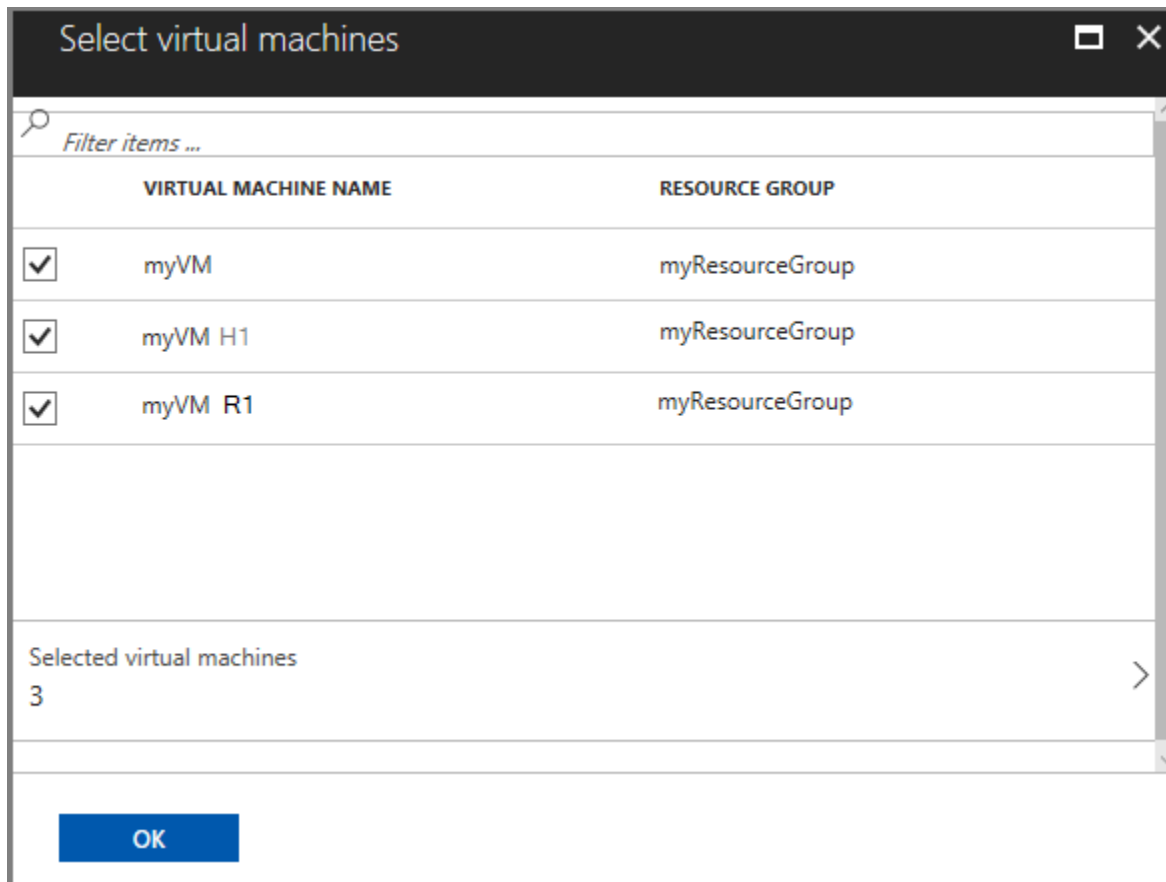 Select virtual machines
Filter items ...
VIRTUAL MACHINE NAME RESOURCE GROUP
myVM myResourceGroup
myVM H1 myResourceGroup
myVM R1 myResourceGroup
Selected virtual machines
3
OK